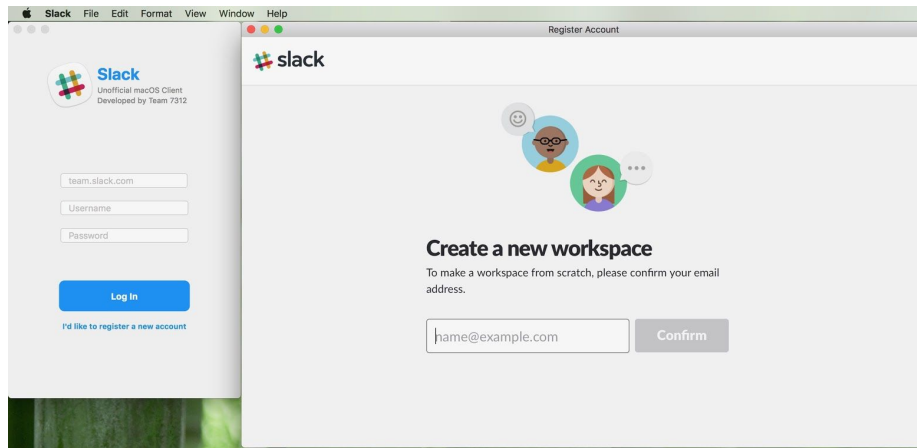 Slack File Edit Format View Window Help
Register Account
Slack
Unofficial macOS Client
Developed by Team 7312
team.slack.com
Username
Password
Log In
I'd like to register a new account
slack
Create a new workspace
To make a workspace from scratch, please confirm your email
address.
name@example.com
Confirm